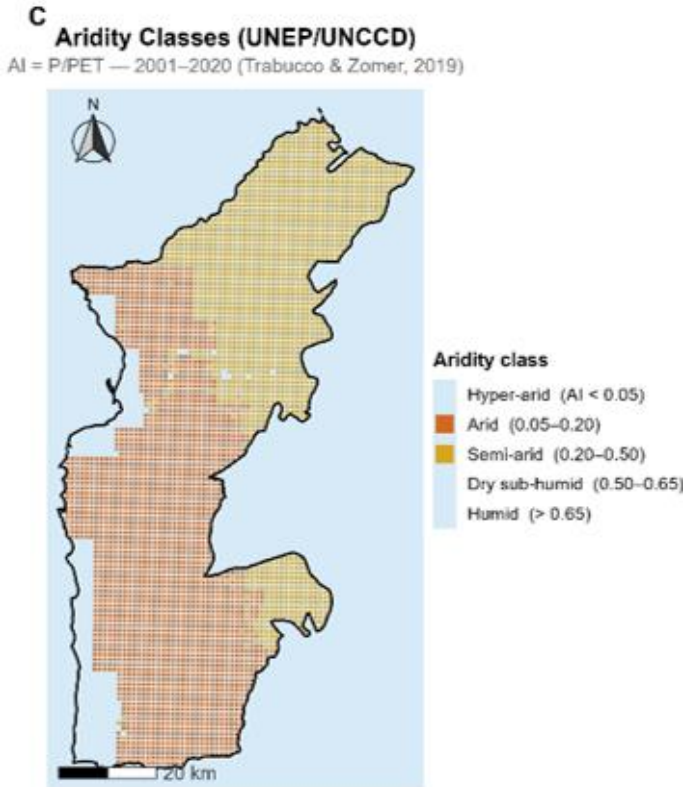 C
Aridity Classes (UNEP/UNCCD)
AI = P/PET — 2001–2020 (Trabucco & Zomer, 2019)
N
Aridity class
Hyper-arid (AI < 0.05)
Arid (0.05–0.20)
Semi-arid (0.20–0.50)
Dry sub-humid (0.50–0.65)
Humid (> 0.65)
20 km